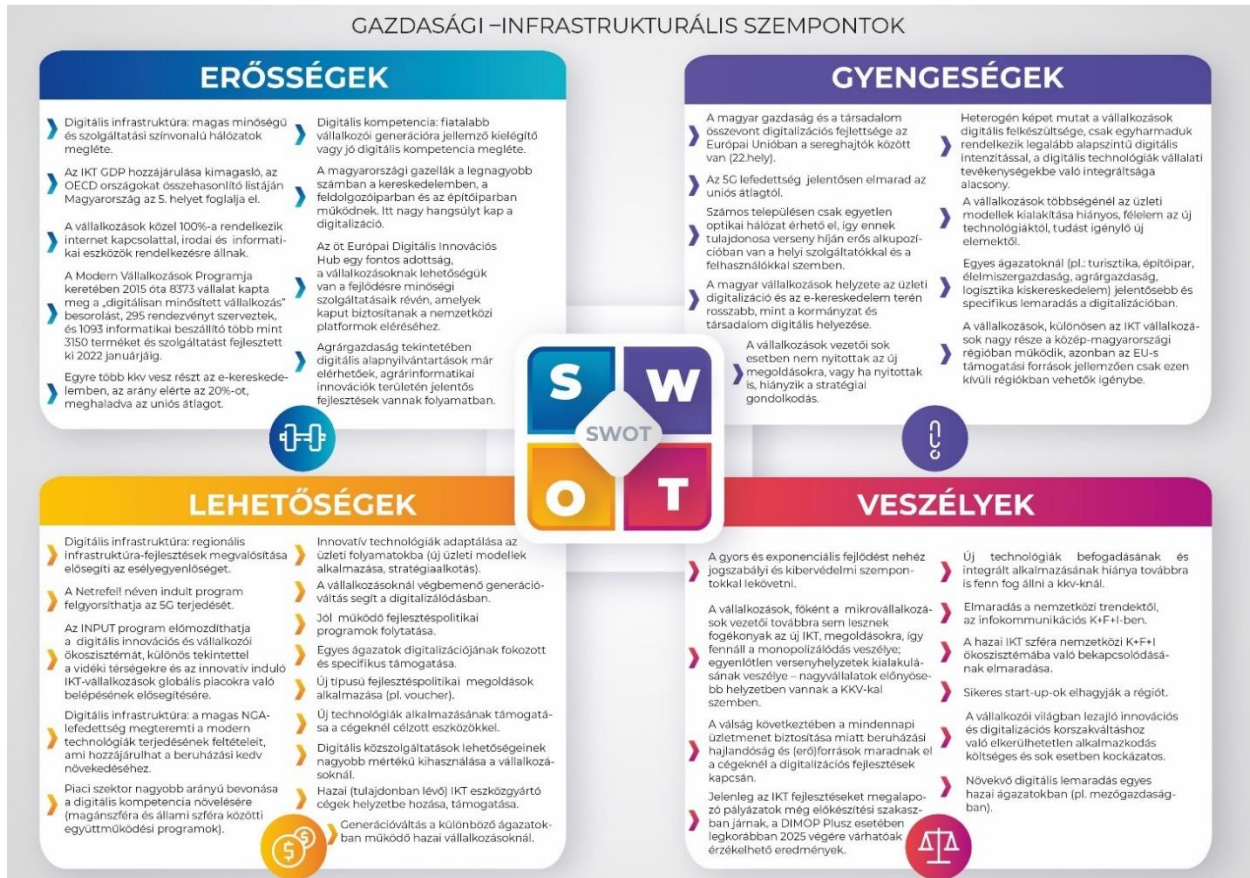 GAZDASÁGI –INFRASTRUKTURÁLIS SZEMPONTOK
ERŐSSÉGEK
Digitális infrastruktúra: magas minőségű
és szolgáltatási színvonalú hálózatok
megléte.
Az IKT GDP hozzájárulása kimagasló, az
OECD országokat összehasonlító listáján
Magyarország az 5. helyet foglalja el.
A vállalkozások közel 100%-a rendelkezik
internet kapcsolattal, irodai és informati-
kai eszközök rendelkezésre állnak.
A Modern Vállalkozások Programja
keretében 2015 óta 8373 vállalat kapta
meg a „digitálisan minősített vállalkozás”
besorolást, 295 rendezvényt szerveztek,
és 1093 informatikai beszállító több mint
3150 terméket és szolgáltatást fejlesztett
ki 2022 januárjáig.
Egyre több kkv vesz részt az e-kereskede-
lemben, az arány elérte az 20%-ot,
meghaladva az uniós átlagot.
Digitális kompetencia: fiatalabb
vállalkozói generációra jellemző kielégítő
vagy jó digitális kompetencia megléte.
A magyarországi gazellák a legnagyobb
számban a kereskedelemben, a
feldolgozóiparban és az építőiparban
működnek. Itt nagy hangsúlyt kap a
digitalizáció.
Az öt Európai Digitális Innovációs
Hub egy fontos adottság,
a vállalkozásoknak lehetőségük
van a fejlődésre minőségi
szolgáltatásaik révén, amelyek
kaput biztosítanak a nemzetközi
platformok eléréséhez.
Agrárgazdaság tekintetében
digitális alapnyilvántartások már
elérhetőek, agrárinformatikai
innovációk területén jelentős
fejlesztések vannak folyamatban.
GYENGESÉGEK
A magyar gazdaság és a társadalom
összevont digitalizációs fejlettsége az
Európai Unióban a sereghajtók között
van (22.hely).
Az 5G lefedettség jelentősen elmarad az
uniós átlagtól.
Számos településen csak egyetlen
optikai hálózat érhető el, így ennek
tulajdonosa verseny híján erős alkupozí-
cióban van a helyi szolgáltatókkal és a
felhasználókkal szemben.
A magyar vállalkozások helyzete az üzleti
digitalizáció és az e-kereskedelem terén
rosszabb, mint a kormányzat és
társadalom digitális helyezése.
A vállalkozások vezetői sok
esetben nem nyitottak az új
megoldásokra, vagy ha nyitottak
is, hiányzik a stratégiai
gondolkodás.
Heterogén képet mutat a vállalkozások
digitális felkészültsége, csak egyharmaduk
rendelkezik legalább alapszintű digitális
intenzitással, a digitális technológiák vállalati
tevékenységekbe való integráltsága
alacsony.
A vállalkozások többségénél az üzleti
modellek kialakítása hiányos, félelem az új
technológiáktól, tudást igénylő új
elemektől.
Egyes ágazatoknál (pl.: turisztika, építőipar,
élelmiszergazdaság, agrárgazdaság,
logisztika kiskereskedelem) jelentősebb és
specifikus lemaradás a digitalizációban.
A vállalkozások, különösen az IKT vállalkozá-
sok nagy része a közép-magyarországi
régióban működik, azonban az EU-s
támogatási források jellemzően csak ezen
kívüli régiókban vehetők igénybe.
S W
SWOT
O T
LEHETŐSÉGEK
Digitális infrastruktúra: regionális
infrastruktúra-fejlesztések megvalósítása
elősegíti az esélyegyenlőséget.
A Netrefel! néven indult program
felgyorsíthatja az 5G terjedését.
Az INPUT program előmozdíthatja
a digitális innovációs és vállalkozói
ökoszisztémát, különös tekintettel
a vidéki térségekre és az innovatív induló
IKT-vállalkozások globális piacokra való
belépésének elősegítésére.
Digitális infrastruktúra: a magas NGA-
lefedettség megteremti a modern
technológiák terjedésének feltételeit,
ami hozzájárulhat a beruházási kedv
növekedéséhez.
Piaci szektor nagyobb arányú bevonása
a digitális kompetencia növelésére
(magánszféra és állami szféra közötti
együttműködési programok).
Innovatív technológiák adaptálása az
üzleti folyamatokba (új üzleti modellek
alkalmazása, stratégiaalkotás).
A vállalkozásoknál végbemenő generáció-
váltás segít a digitalizálódásban.
Jól működő fejlesztéspolitikai
programok folytatása.
Egyes ágazatok digitalizációjának fokozott
és specifikus támogatása.
Új típusú fejlesztéspolitikai megoldások
alkalmazása (pl. voucher).
Új technológiák alkalmazásának támogatá-
sa a cégeknél célzott eszközökkel.
Digitális közszolgáltatások lehetőségeinek
nagyobb mértékű kihasználása a vállalkozá-
soknál.
Hazai (tulajdonban lévő) IKT eszközgyártó
cégek helyzetbe hozása, támogatása.
Generációváltás a különböző ágazatok-
ban működő hazai vállalkozásoknál.
VESZÉLYEK
A gyors és exponenciális fejlődést nehéz
jogszabályi és kibervédelmi szempon-
tokkal lekövetni.
A vállalkozások, főként a mikrovállalkozá-
sok vezetői továbbra sem lesznek
fogékonyak az új IKT, megoldásokra, így
fennáll a monopolizálódás veszélye;
egyenlőtlen versenyhelyzetek kialakulá-
sának veszélye – nagyvállalatok előnyöse-
bb helyzetben vannak a KKV-kal
szemben.
A válság következtében a mindennapi
üzletmenet biztosítása miatt beruházási
hajlandóság és (erő)források maradnak el
a cégeknél a digitalizációs fejlesztések
kapcsán.
Jelenleg az IKT fejlesztéseket megalapo-
zó pályázatok még előkészítési szakasz-
ban járnak, a DIMOP Plusz esetében
legkorábban 2025 végére várhatóak
érzékelhető eredmények.
Új technológiák befogadásának és
integrált alkalmazásának hiánya továbbra
is fenn fog állni a kkv-knál.
Elmaradás a nemzetközi trendektől,
az infokommunikációs K+F+I-ben.
A hazai IKT szféra nemzetközi K+F+I
ökoszisztémába való bekapcsolódásá-
nak elmaradása.
Sikeres start-up-ok elhagyják a régiót.
A vállalkozói világban lezajló innovációs
és digitalizációs korszakváltáshoz
való elkerülhetetlen alkalmazkodás
költséges és sok esetben kockázatos.
Növekvő digitális lemaradás egyes
hazai ágazatokban (pl. mezőgazdaság-
ban).